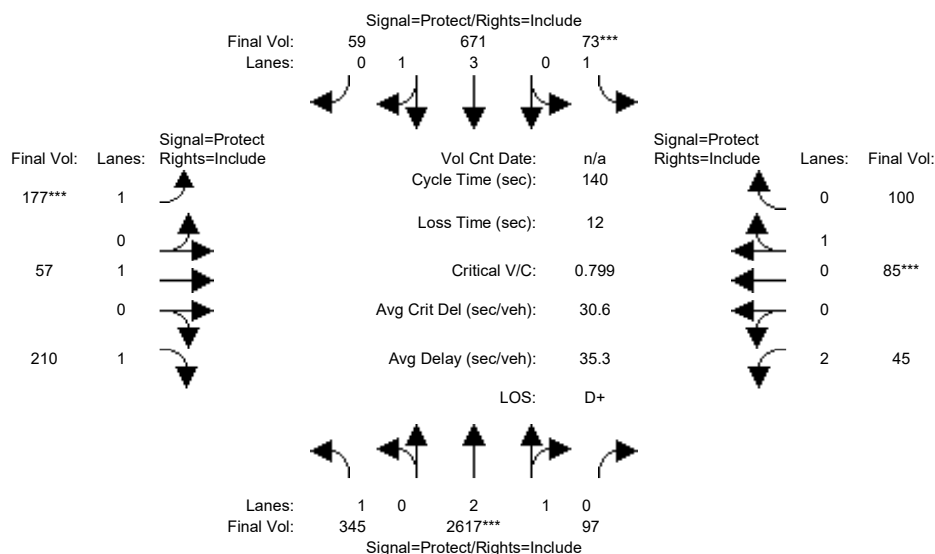 Signal=Protect/Rights=Include
Final Vol: 59 671 73***
Lanes: 0 1 3 0 1
Signal=Protect
Final Vol: Lanes: Rights=Include
Vol Cnt Date: n/a
Signal=Protect
Rights=Include Lanes: Final Vol:
Cycle Time (sec): 140
177*** 1
0 100
Loss Time (sec): 12
0
1
57 1
Critical V/C: 0.799
0 85***
0
Avg Crit Del (sec/veh): 30.6
0
210 1
Avg Delay (sec/veh): 35.3
2 45
LOS: D+
Lanes: 1 0 2 1 0
Final Vol: 345 2617*** 97
Signal=Protect/Rights=Include